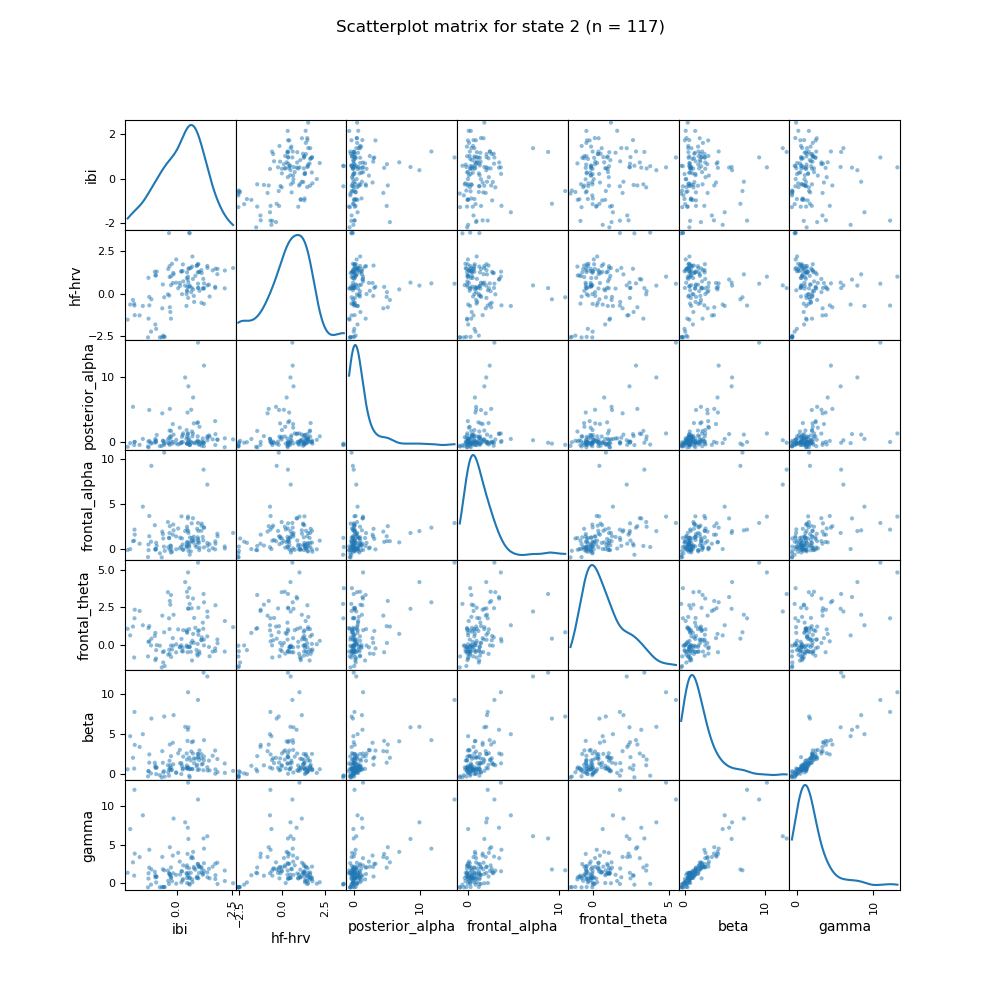 Scatterplot matrix for state 2 (n = 117)
ibi
2
0
−2
hf-hrv
2.5
0.0
−2.5
posterior_alpha
10
0
frontal_alpha
10
5
0
frontal_theta
5.0
2.5
0.0
beta
10
5
0
gamma
10
5
0
0.0 2.5 −2.5 0.0 2.5 0 10 0 10 0 5 0 10 0 10
ibi hf-hrv posterior_alpha frontal_alpha frontal_theta beta gamma